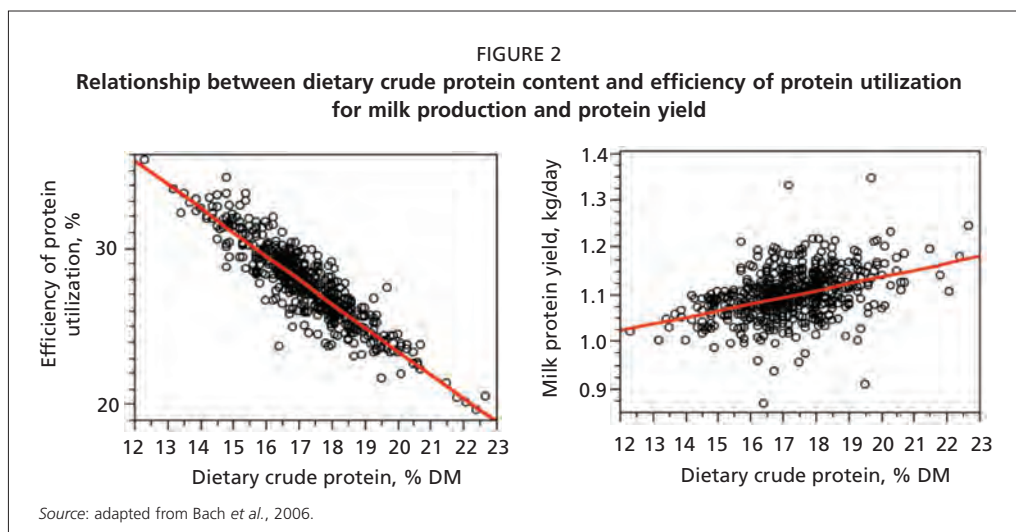 FIGURE 2
Relationship between dietary crude protein content and efficiency of protein utilization
for milk production and protein yield
Efficiency of protein
utilization, %
30
20
12 13 14 15 16 17 18 19 20 21 22 23
Dietary crude protein, % DM
Milk protein yield, kg/day
1.4
1.3
1.2
1.1
1.0
0.9
12 13 14 15 16 17 18 19 20 21 22 23
Dietary crude protein, % DM
Source: adapted from Bach et al., 2006.